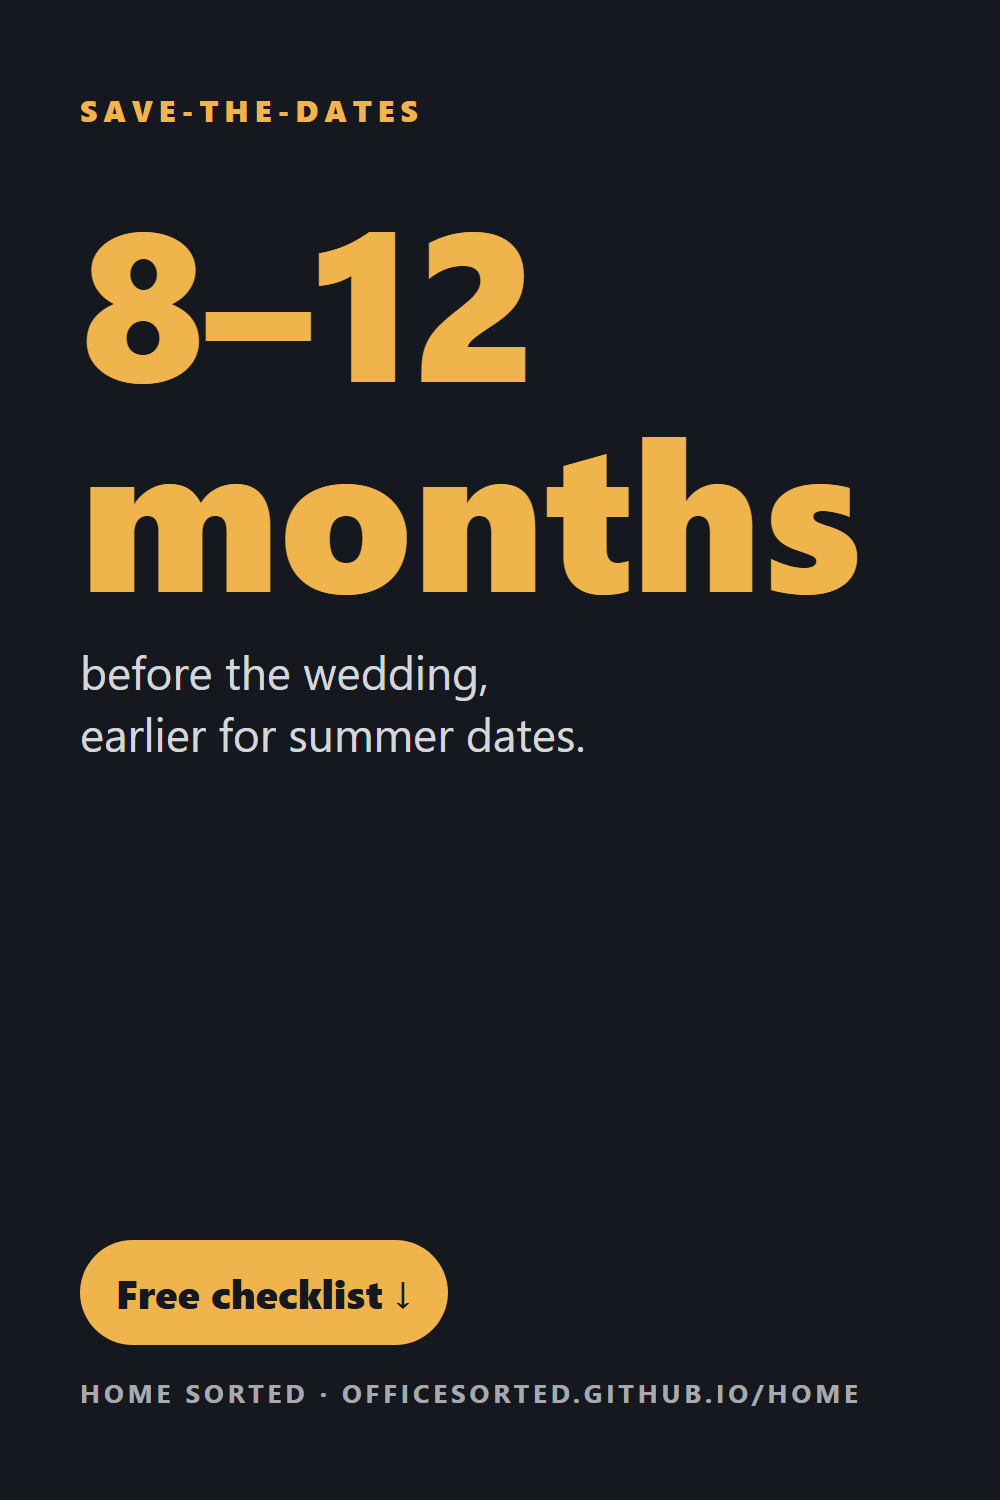 SAVE-THE-DATES
8–12
months
before the wedding,
earlier for summer dates.
Free checklist ↓
HOME SORTED · OFFICESORTED.GITHUB.IO/HOME